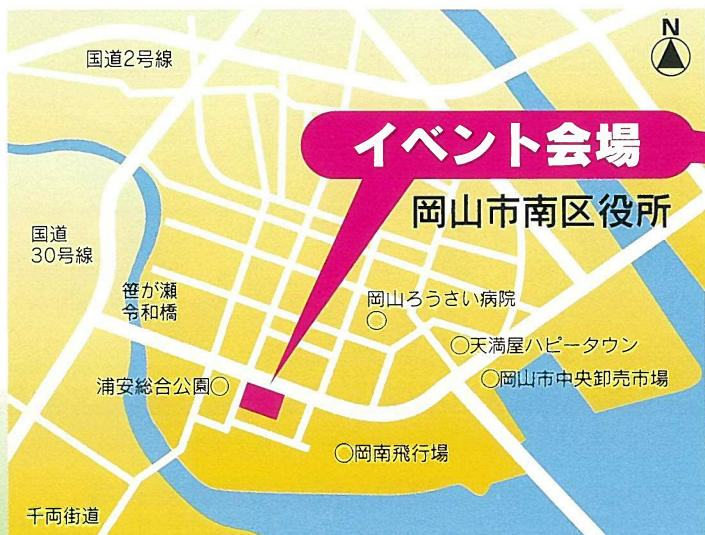 国道2号線
N
イベント会場
岡山市南区役所
国道
30号線
笹が瀬
令和橋
岡山ろうさい病院
天満屋ハピータウン
浦安総合公園
岡山市中央卸売市場
岡南飛行場
千両街道